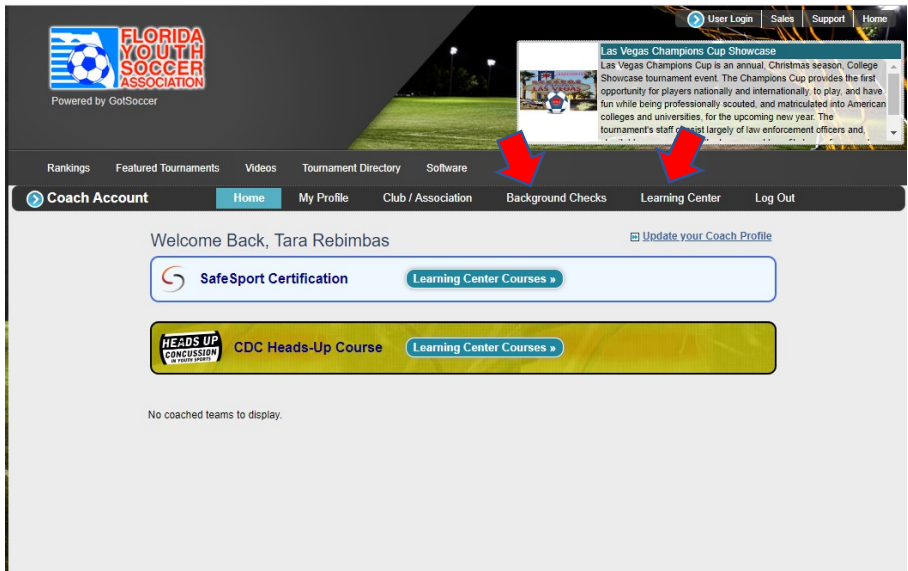 FLORIDA
YOUTH
SOCCER
ASSOCIATION
Powered by GotSoccer
User Login Sales Support Home
Las Vegas Champions Cup Showcase
Las Vegas Champions Cup is an annual, Christmas season, College
Showcase tournament event. The Champions Cup provides the first
opportunity for players nationally and internationally, to play, and have
fun while being professionally scouted, and matriculated into American
colleges and universities, for the upcoming new year. The
tournament's staff consist largely of law enforcement officers and,
LAS VEGAS
Rankings Featured Tournaments Videos Tournament Directory Software
Coach Account Home My Profile Club / Association Background Checks Learning Center Log Out
Welcome Back, Tara Rebimbas
Update your Coach Profile
SafeSport Certification Learning Center Courses »
HEADS UP
CONCUSSION
IN YOUTH SPORTS
CDC Heads-Up Course Learning Center Courses »
No coached teams to display.